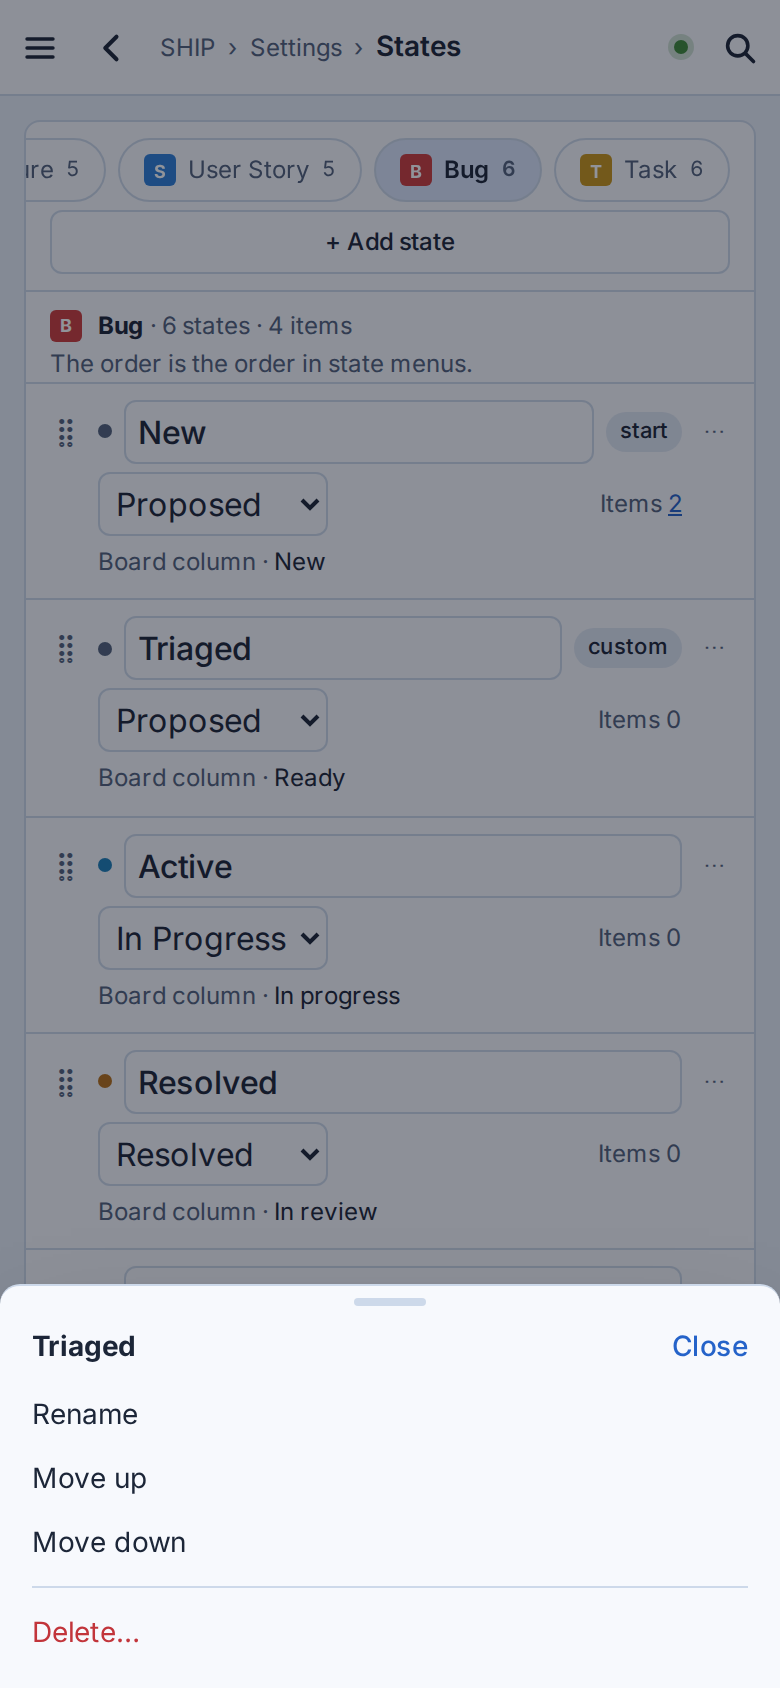 SHIP › Settings › States
ure 5 S User Story 5 B Bug 6 T Task 6
+ Add state
B Bug · 6 states · 4 items
The order is the order in state menus.
New start ···
Proposed Items 2
Board column · New
Triaged custom ···
Proposed Items 0
Board column · Ready
Active ···
In Progress Items 0
Board column · In progress
Resolved ···
Resolved Items 0
Board column · In review
Triaged Close
Rename
Move up
Move down
Delete...